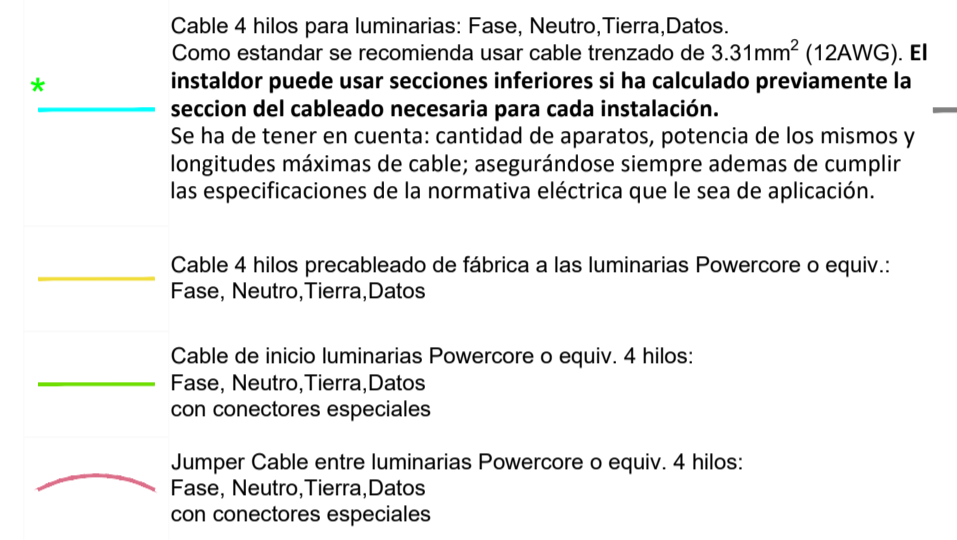 Cable 4 hilos para luminarias: Fase, Neutro,Tierra,Datos.
Como estandar se recomienda usar cable trenzado de 3.31mm² (12AWG). El
instaldor puede usar secciones inferiores si ha calculado previamente la
seccion del cableado necesaria para cada instalación.
Se ha de tener en cuenta: cantidad de aparatos, potencia de los mismos y
longitudes máximas de cable; asegurándose siempre ademas de cumplir
las especificaciones de la normativa eléctrica que le sea de aplicación.
Cable 4 hilos precableado de fábrica a las luminarias Powercore o equiv.:
Fase, Neutro,Tierra,Datos
Cable de inicio luminarias Powercore o equiv. 4 hilos:
Fase, Neutro,Tierra,Datos
con conectores especiales
Jumper Cable entre luminarias Powercore o equiv. 4 hilos:
Fase, Neutro,Tierra,Datos
con conectores especiales